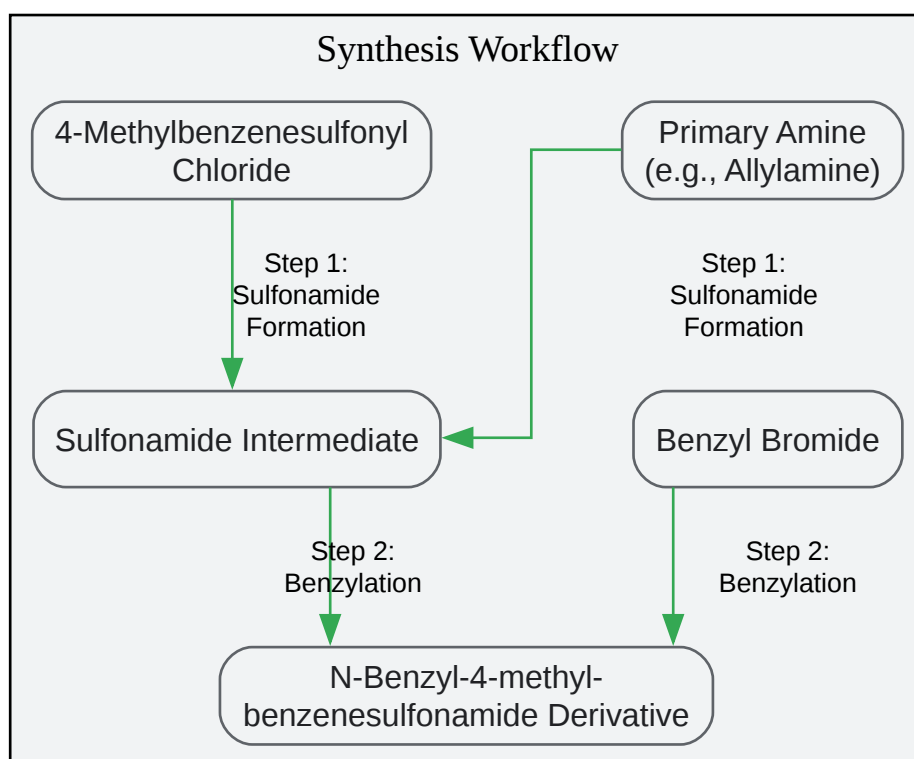 Synthesis Workflow
4-Methylbenzenesulfonyl
Chloride
Primary Amine
(e.g., Allylamine)
Step 1:
Sulfonamide
Formation
Step 1:
Sulfonamide
Formation
Sulfonamide Intermediate
Benzyl Bromide
Step 2:
Benzylation
Step 2:
Benzylation
N-Benzyl-4-methyl-
benzenesulfonamide Derivative